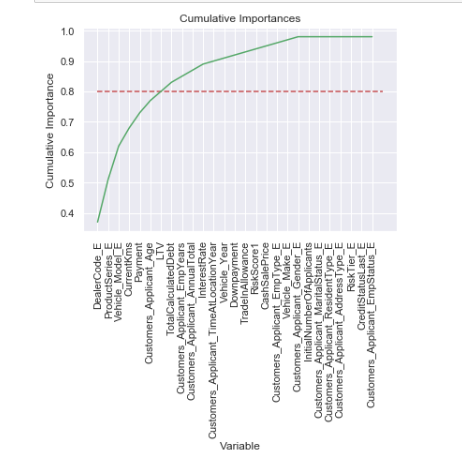 Cumulative Importances
1.0
0.9
0.8
0.7
0.6
0.5
0.4
Cumulative Importance
DealerCode_E
ProductSeries_E
Vehicle_Model_E
CurrentKms
Payment
Customers_Applicant_Age
LTV
TotalCalculatedDebt
Customers_Applicant_EmpYears
Customers_Applicant_AnnualTotal
InterestRate
Customers_Applicant_TimeAtLocationYear
Vehicle_Year
Downpayment
TradeInAllowance
RiskScore1
CashSalePrice
Customers_Applicant_EmpType_E
Vehicle_Make_E
Customers_Applicant_Gender_E
InitialNumberOfApplicants
Customers_Applicant_MaritalStatus_E
Customers_Applicant_ResidentType_E
Customers_Applicant_AddressType_E
RiskTier_E
CreditStatusLast_E
Customers_Applicant_EmpStatus_E
Variable